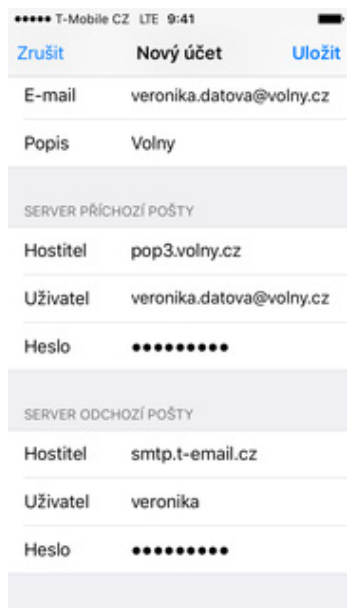 ●●●●● T-Mobile CZ LTE 9:41
Zrušit Nový účet Uložit
E-mail veronika.datova@volny.cz
Popis Volny
SERVER PŘÍCHOZÍ POŠTY
Hostitel pop3.volny.cz
Uživatel veronika.datova@volny.cz
Heslo ●●●●●●●●●
SERVER ODCHOZÍ POŠTY
Hostitel smtp.t-email.cz
Uživatel veronika
Heslo ●●●●●●●●●